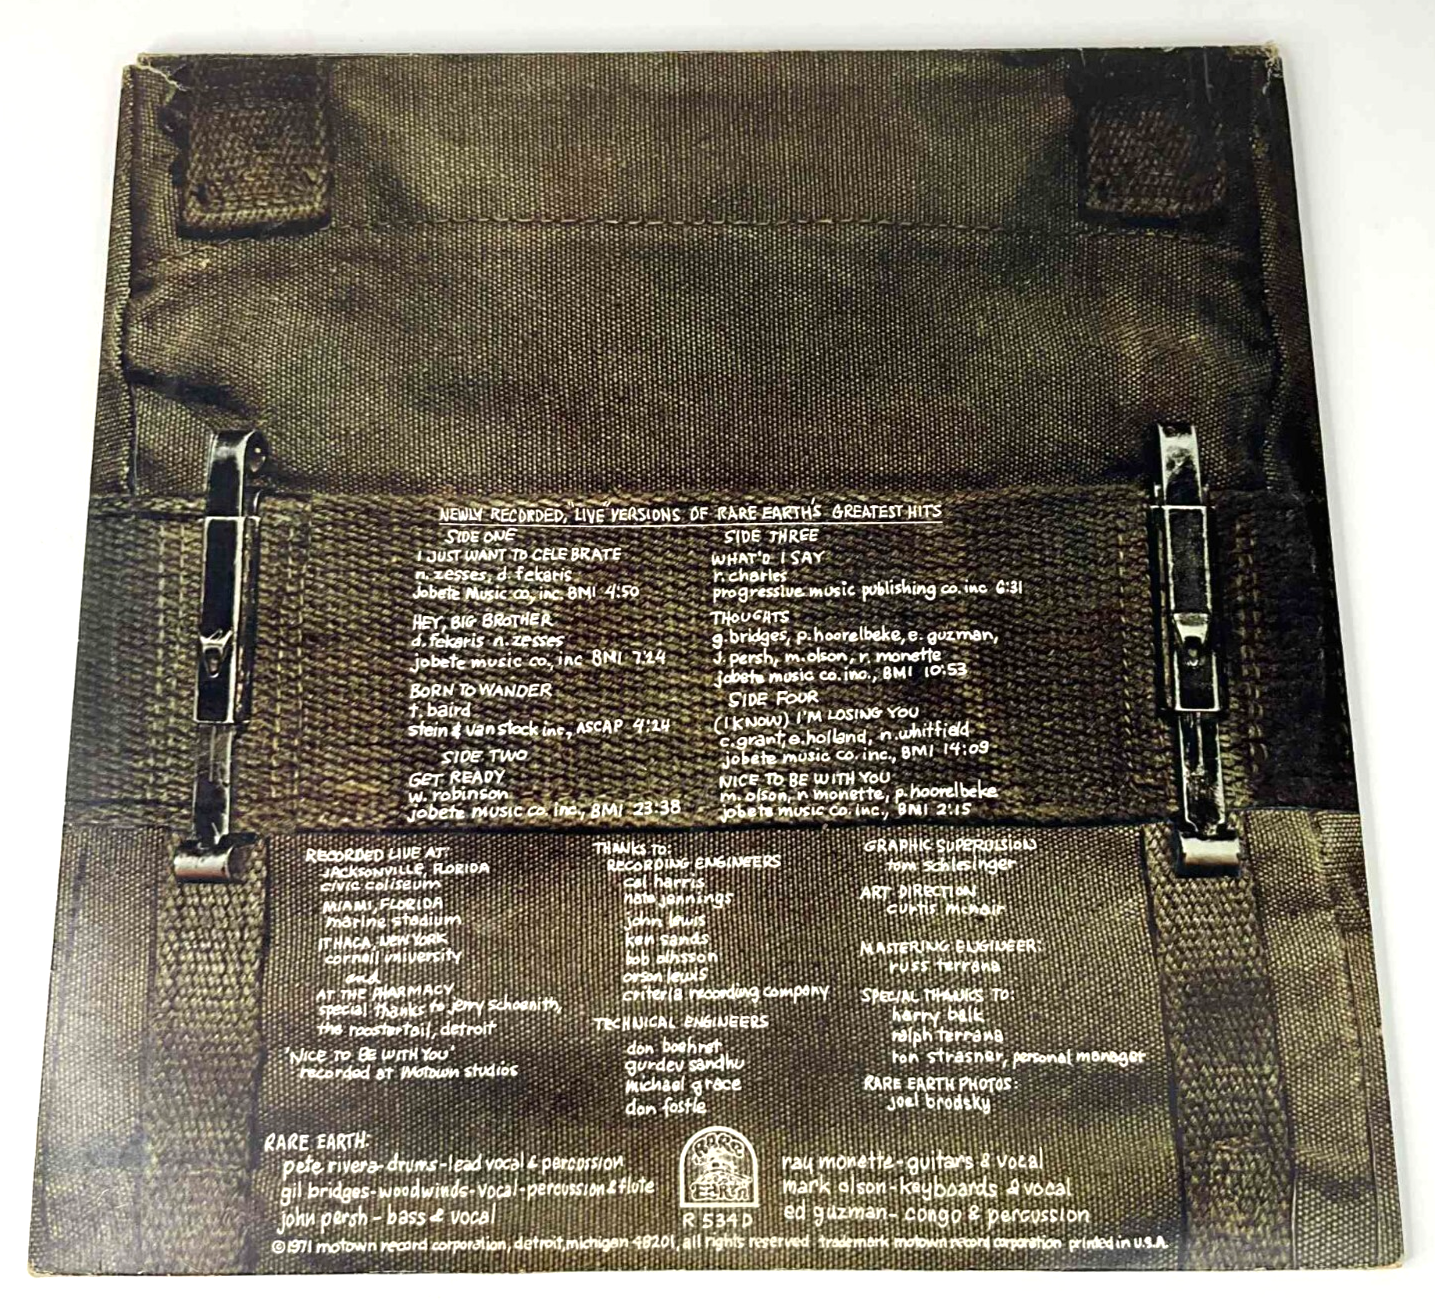 NEWLY RECORDED, "LIVE" VERSIONS OF RARE EARTH'S GREATEST HITS
SIDE ONE
I JUST WANT TO CELEBRATE
n. zesses, d. fekaris
Jobete Music co, inc. BMI 4:50
HEY, BIG BROTHER
d. fekaris n. zesses
jobete music co., inc BMI 7:24
BORN TO WANDER
t. baird
stein & van stock inc, ASCAP 4:24
SIDE TWO
GET READY
w. robinson
jobete music co. inc., BMI 23:38
SIDE THREE
WHAT'D I SAY
r. charles
progressive music publishing co. inc 6:31
THOUGHTS
g. bridges, p. hoorelbeke, e. guzman,
j. persh, m. olson, r. monette
jobete music co. inc., BMI 10:53
SIDE FOUR
(I KNOW) I'M LOSING YOU
c. grant, e. holland, n. whitfield
jobete music co. inc., BMI 14:09
NICE TO BE WITH YOU
m. olson, r. monette, p. hoorelbeke
jobete music co. inc., BMI 2:15
RECORDED LIVE AT:
JACKSONVILLE, FLORIDA
civic coliseum
MIAMI, FLORIDA
marine stadium
ITHACA, NEW YORK
cornell university
and
AT THE PHARMACY
special thanks to jerry schoenith,
the roostertail, detroit
'NICE TO BE WITH YOU'
recorded at Motown studios
THANKS TO:
RECORDING ENGINEERS
cal harris
nate jennings
john lewis
ken sands
bob ohlsson
orson lewis
criteria recording company
TECHNICAL ENGINEERS
don boehret
gurdev sandhu
michael grace
don fostle
GRAPHIC SUPERVISION
tom schlesinger
ART DIRECTION
curtis mcnair
MASTERING ENGINEER:
russ terrana
SPECIAL THANKS TO:
harry balk
ralph terrana
ron strasner, personal manager
RARE EARTH PHOTOS:
joel brodsky
RARE EARTH:
pete rivera-drums-lead vocal & percussion
gil bridges-woodwinds-vocal-percussion & flute
john persh - bass & vocal
RARE
EARTH
R 534 D
ray monette-guitars & vocal
mark olson-keyboards & vocal
ed guzman- congo & percussion
©1971 motown record corporation, detroit, michigan 48201, all rights reserved trademark motown record corporation printed in U.S.A.